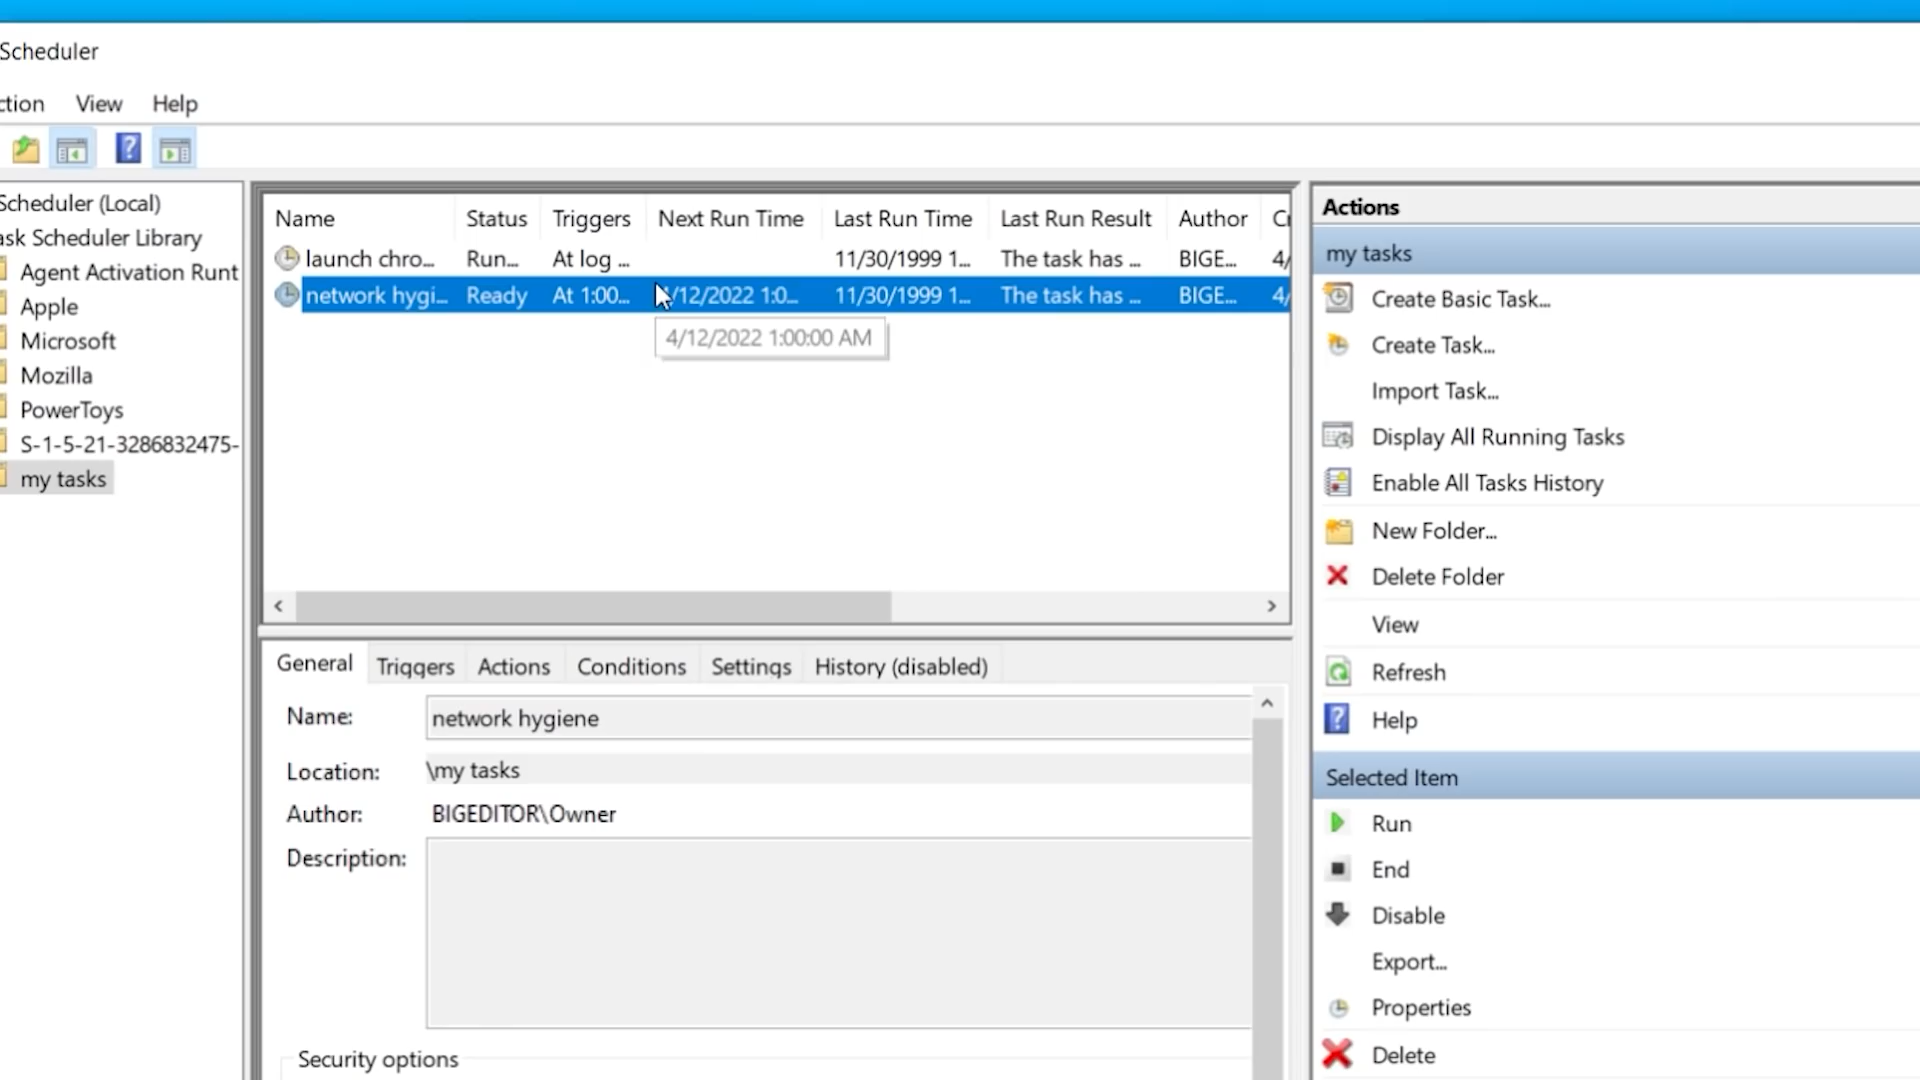 Scheduler
ction View Help
Scheduler (Local)
ask Scheduler Library
Agent Activation Runt
Apple
Microsoft
Mozilla
PowerToys
S-1-5-21-3286832475-
my tasks
Name Status Triggers Next Run Time Last Run Time Last Run Result Author Cr
launch chro... Run... At log ... 11/30/1999 1... The task has ... BIGE... 4/
network hygi... Ready At 1:00... /12/2022 1:0... 11/30/1999 1... The task has ... BIGE... 4/
4/12/2022 1:00:00 AM
General Triggers Actions Conditions Settings History (disabled)
Name: network hygiene
Location: \my tasks
Author: BIGEDITOR\Owner
Description:
Security options
Actions
my tasks
Create Basic Task...
Create Task...
Import Task...
Display All Running Tasks
Enable All Tasks History
New Folder...
Delete Folder
View
Refresh
Help
Selected Item
Run
End
Disable
Export...
Properties
Delete